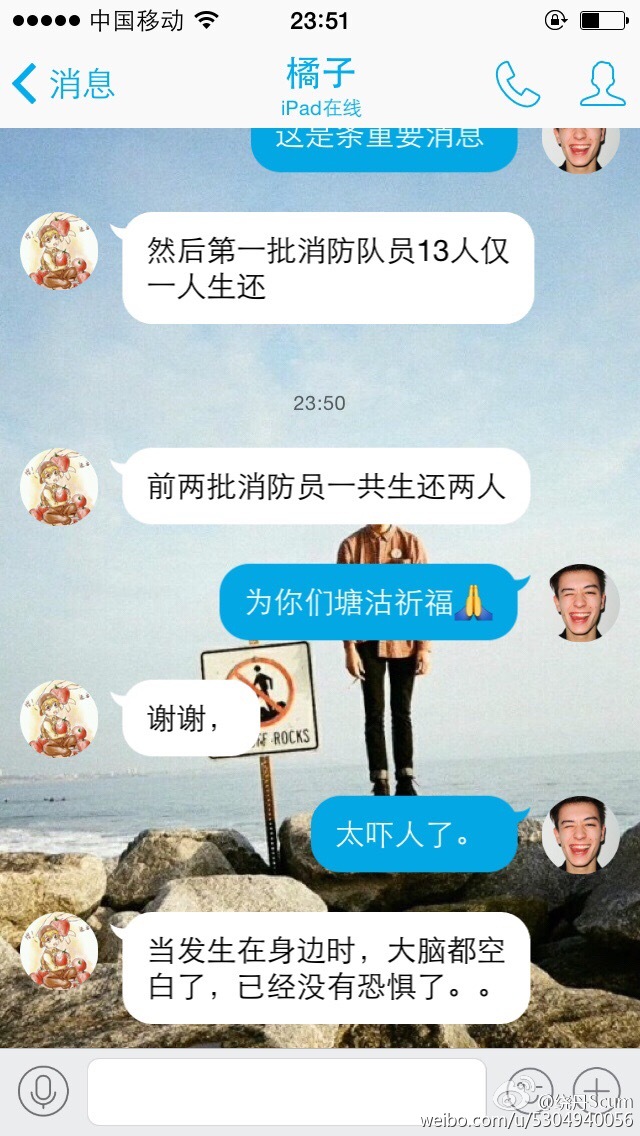 中国移动
23:51
消息
橘子
iPad在线
这是条重要消息
然后第一批消防队员13人仅
一人生还
23:50
前两批消防员一共生还两人
为你们塘沽祈福🙏
谢谢，
ROCKS
太吓人了。
当发生在身边时，大脑都空
白了，已经没有恐惧了。。
@绕丹Scum
weibo.com/u/5304940056